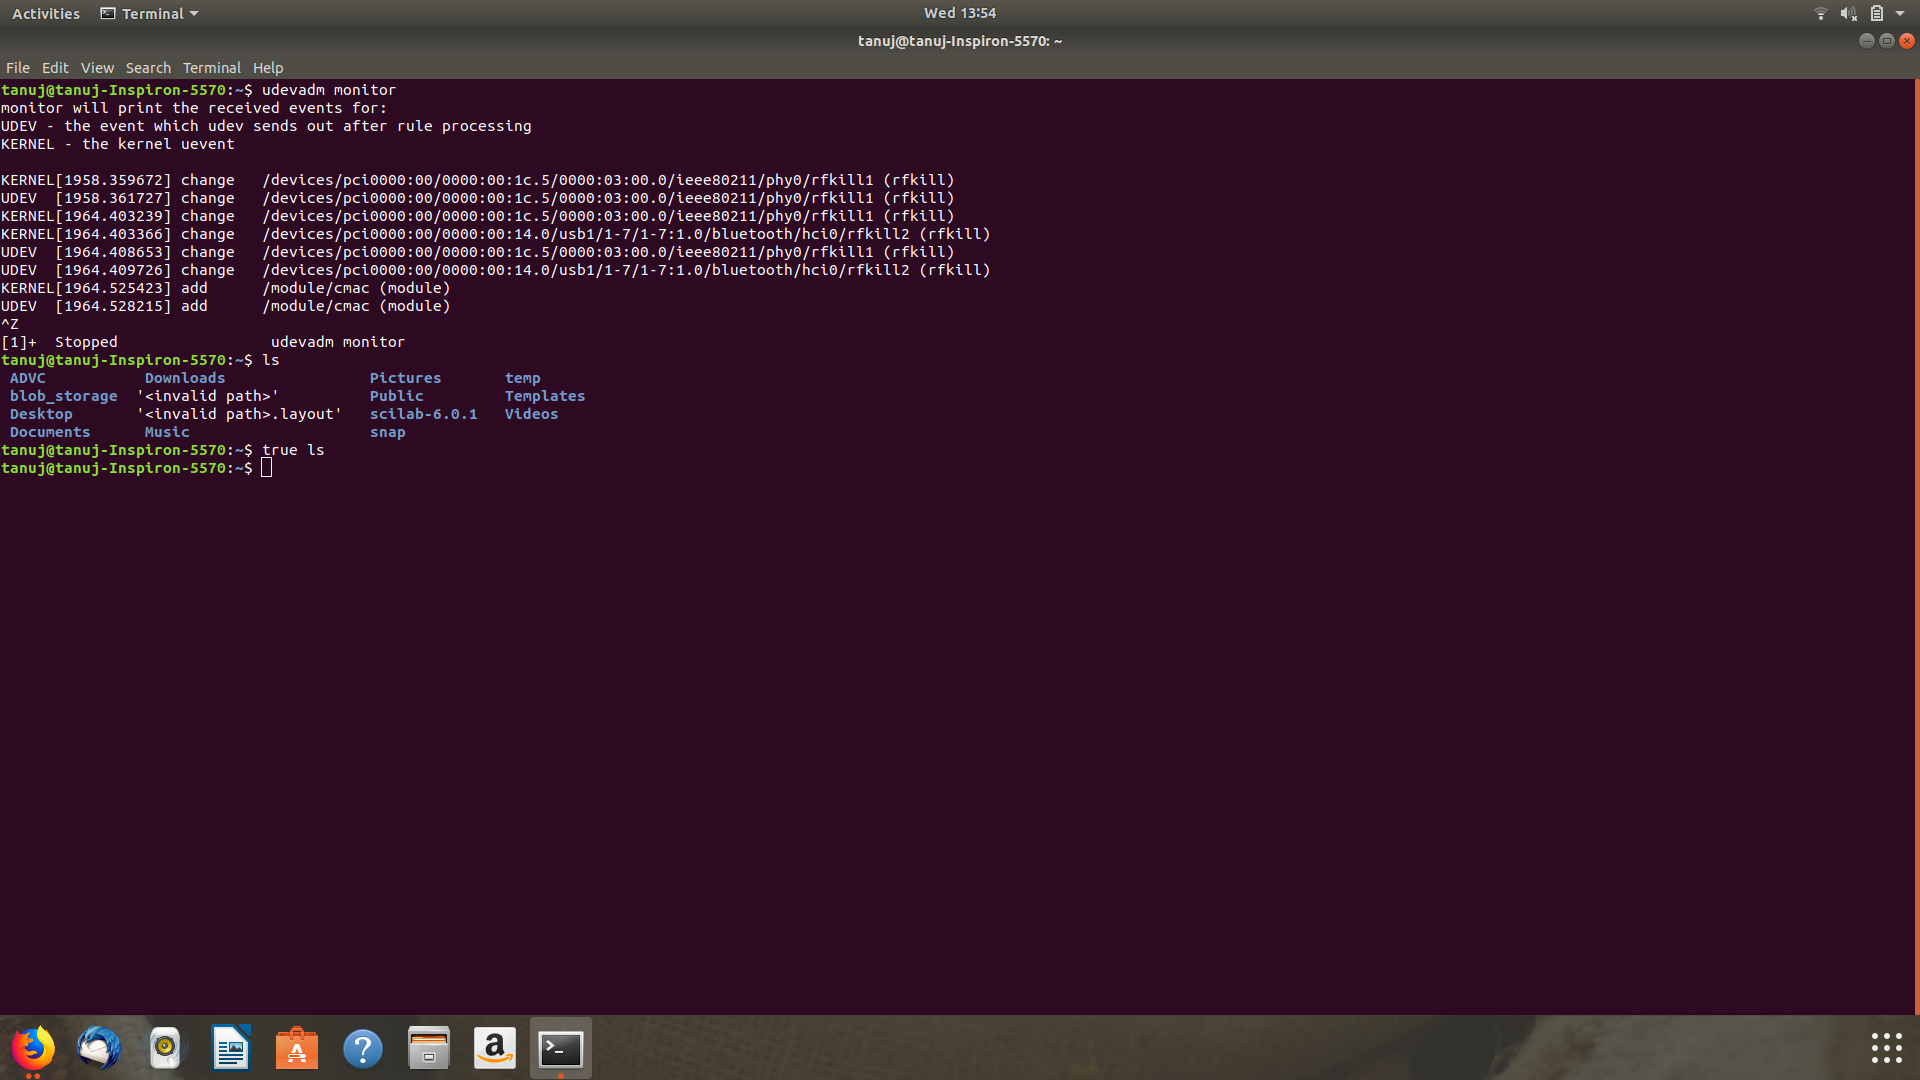 Activities Terminal Wed 13:54
tanuj@tanuj-Inspiron-5570: ~
File Edit View Search Terminal Help
tanuj@tanuj-Inspiron-5570:~$ udevadm monitor
monitor will print the received events for:
UDEV - the event which udev sends out after rule processing
KERNEL - the kernel uevent

KERNEL[1958.359672] change   /devices/pci0000:00/0000:00:1c.5/0000:03:00.0/ieee80211/phy0/rfkill1 (rfkill)
UDEV  [1958.361727] change   /devices/pci0000:00/0000:00:1c.5/0000:03:00.0/ieee80211/phy0/rfkill1 (rfkill)
KERNEL[1964.403239] change   /devices/pci0000:00/0000:00:1c.5/0000:03:00.0/ieee80211/phy0/rfkill1 (rfkill)
KERNEL[1964.403366] change   /devices/pci0000:00/0000:00:14.0/usb1/1-7/1-7:1.0/bluetooth/hci0/rfkill2 (rfkill)
UDEV  [1964.408653] change   /devices/pci0000:00/0000:00:1c.5/0000:03:00.0/ieee80211/phy0/rfkill1 (rfkill)
UDEV  [1964.409726] change   /devices/pci0000:00/0000:00:14.0/usb1/1-7/1-7:1.0/bluetooth/hci0/rfkill2 (rfkill)
KERNEL[1964.525423] add      /module/cmac (module)
UDEV  [1964.528215] add      /module/cmac (module)
^Z
[1]+  Stopped                 udevadm monitor
tanuj@tanuj-Inspiron-5570:~$ ls
ADVC           Downloads                Pictures       temp
blob_storage  '<invalid path>'          Public         Templates
Desktop       '<invalid path>.layout'   scilab-6.0.1   Videos
Documents      Music                    snap
tanuj@tanuj-Inspiron-5570:~$ true ls
tanuj@tanuj-Inspiron-5570:~$